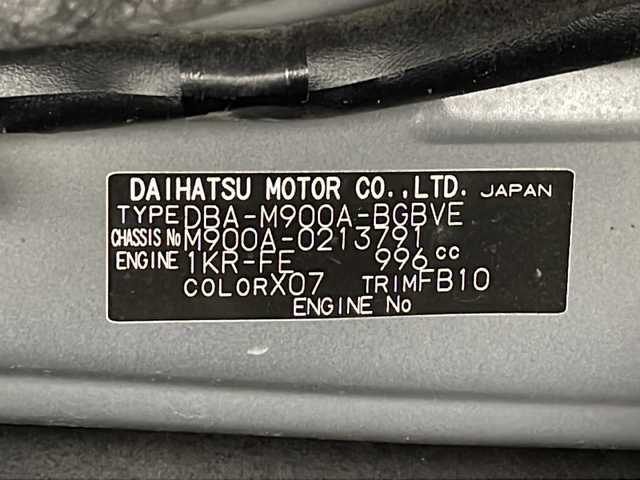 DAIHATSU MOTOR CO.,LTD. JAPAN
TYPE DBA-M900A-BGBVE
CHASSIS No M900A-0213791
ENGINE 1KR-FE 996 cc
COLOR X07 TRIM FB10
ENGINE No